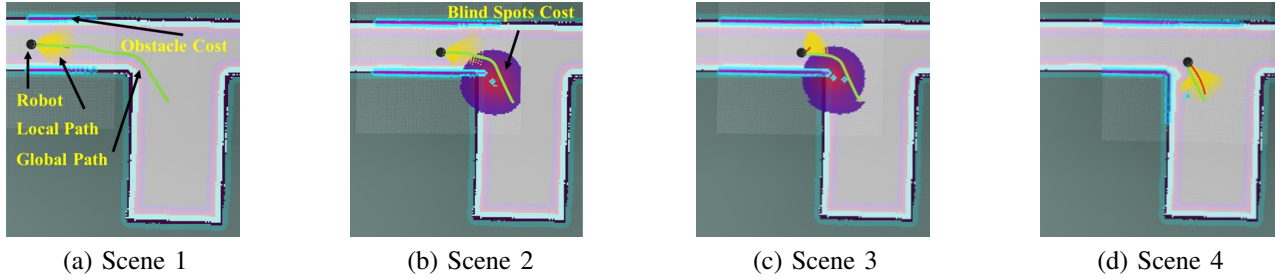 Obstacle Cost
Robot
Local Path
Global Path
Blind Spots Cost
(a) Scene 1
(b) Scene 2
(c) Scene 3
(d) Scene 4